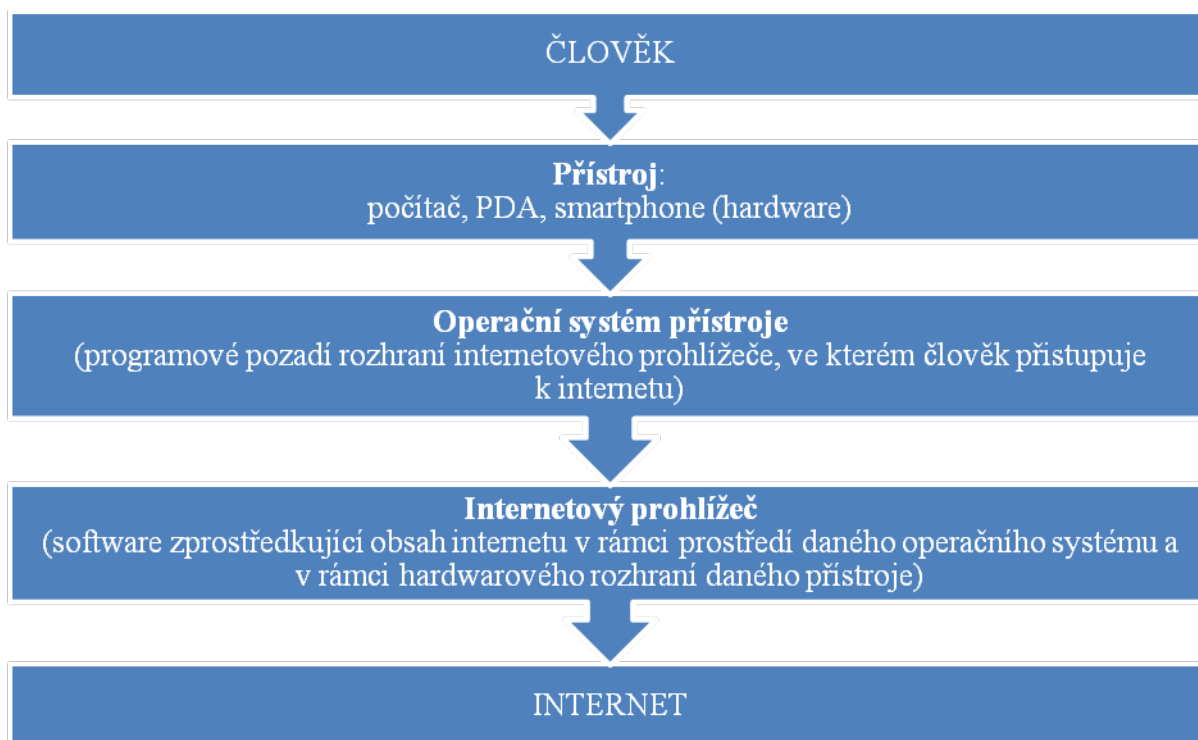 ČLOVĚK
Přístroj:
počítač, PDA, smartphone (hardware)
Operační systém přístroje
(programové pozadí rozhraní internetového prohlížeče, ve kterém člověk přistupuje
k internetu)
Internetový prohlížeč
(software zprostředkující obsah internetu v rámci prostředí daného operačního systému a
v rámci hardwarového rozhraní daného přístroje)
INTERNET